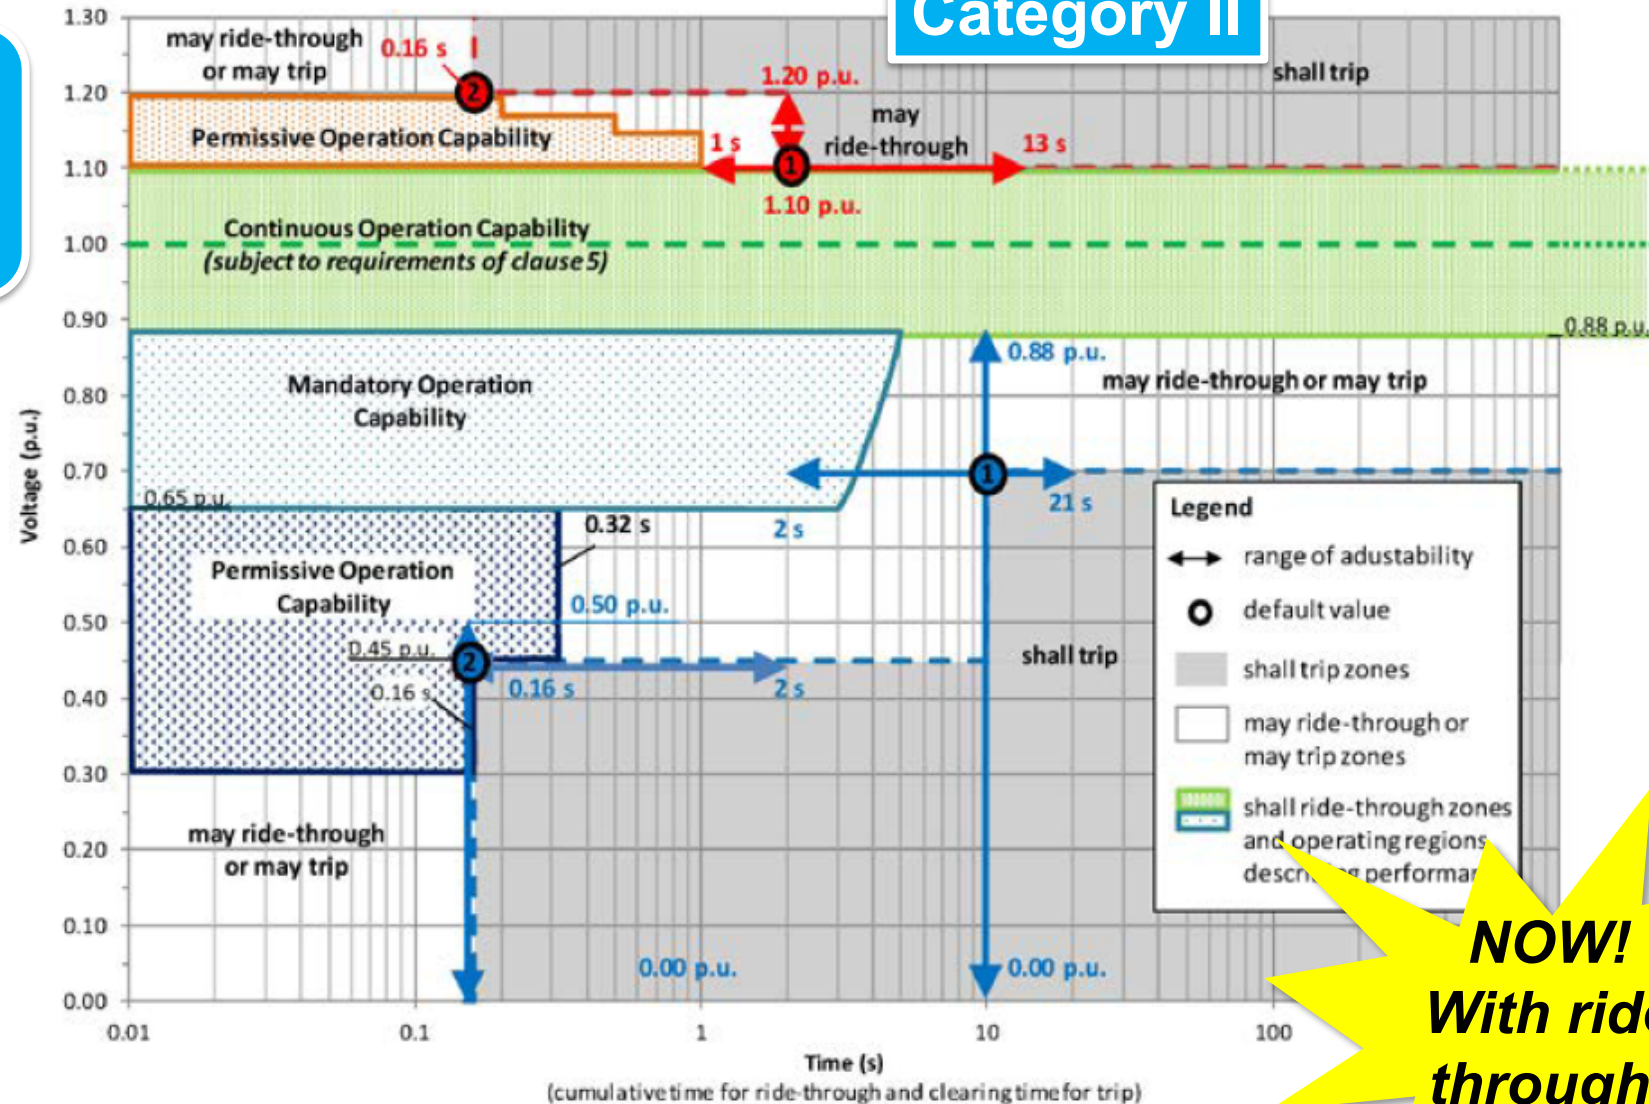 Category II
1.30
may ride-through
or may trip
0.16 s
2
1.20
1.20 p.u.
shall trip
Permissive Operation Capability
may
ride-through
1 s
1
13 s
1.10
1.10 p.u.
Continuous Operation Capability
(subject to requirements of clause 5)
1.00
0.90
0.88 p.u.
0.88 p.u.
Mandatory Operation
Capability
may ride-through or may trip
0.80
Voltage (p.u.)
0.70
1
0.65 p.u.
2 s
21 s
0.32 s
0.60
Permissive Operation
Capability
0.50 p.u.
0.50
0.45 p.u.
2
shall trip
0.16 s
0.16 s
2 s
0.40
0.30
may ride-through
or may trip
0.20
0.10
0.00 p.u.
0.00 p.u.
0.00
Legend
range of adustability
default value
shall trip zones
may ride-through or
may trip zones
shall ride-through zones
and operating regions
NOW!
With
through
0.01
0.1
1
10
100
Time (s)
(cumulative time for ride-through and clearing time for trip)